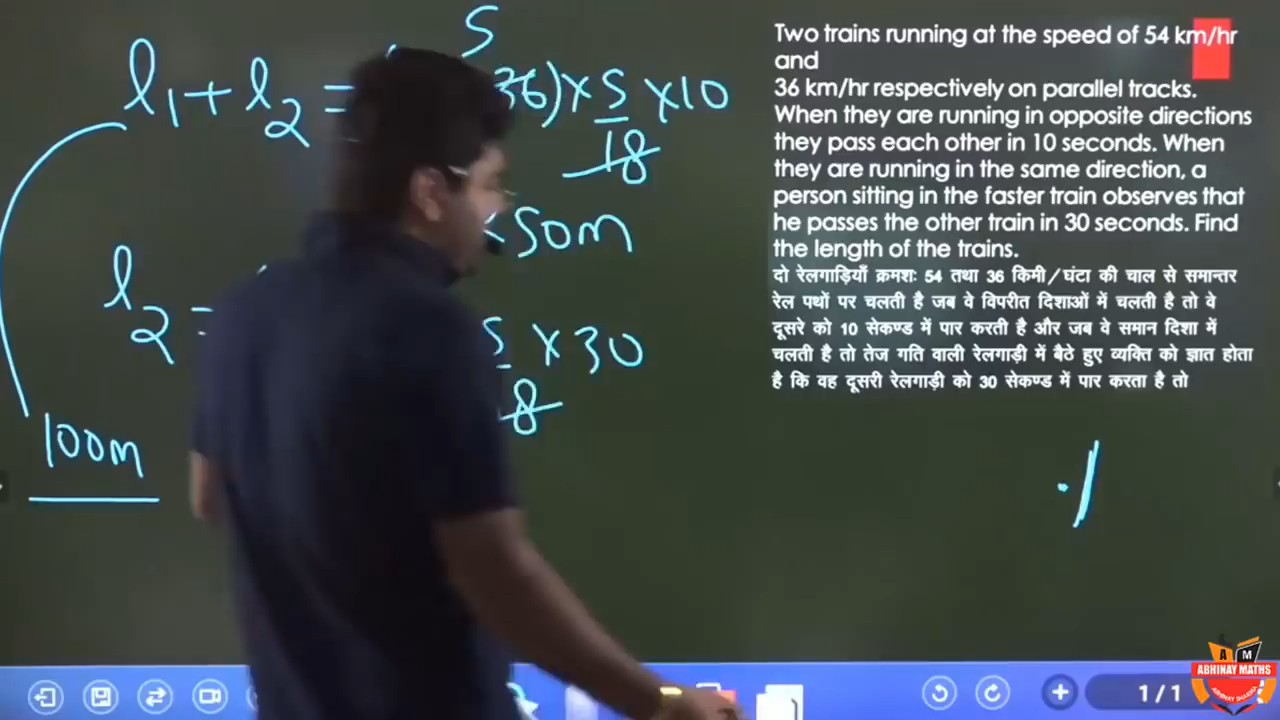 l₁ + l₂ = 36) × 5/18 × 10
5
50m
l₂ = 5/8 × 30
100m
Two trains running at the speed of 54 km/hr
and
36 km/hr respectively on parallel tracks.
When they are running in opposite directions
they pass each other in 10 seconds. When
they are running in the same direction, a
person sitting in the faster train observes that
he passes the other train in 30 seconds. Find
the length of the trains.
दो रेलगाड़ियाँ क्रमशः 54 तथा 36 किमी/घंटा की चाल से समान्तर
रेल पथों पर चलती है जब वे विपरीत दिशाओं में चलती है तो वे
दूसरे को 10 सेकण्ड में पार करती है और जब वे समान दिशा में
चलती है तो तेज गति वाली रेलगाड़ी में बैठे हुए व्यक्ति को ज्ञात होता
है कि वह दूसरी रेलगाड़ी को 30 सेकण्ड में पार करता है तो
1 / 1
A M
ABHINAY MATHS
ABHINAY SHARMA